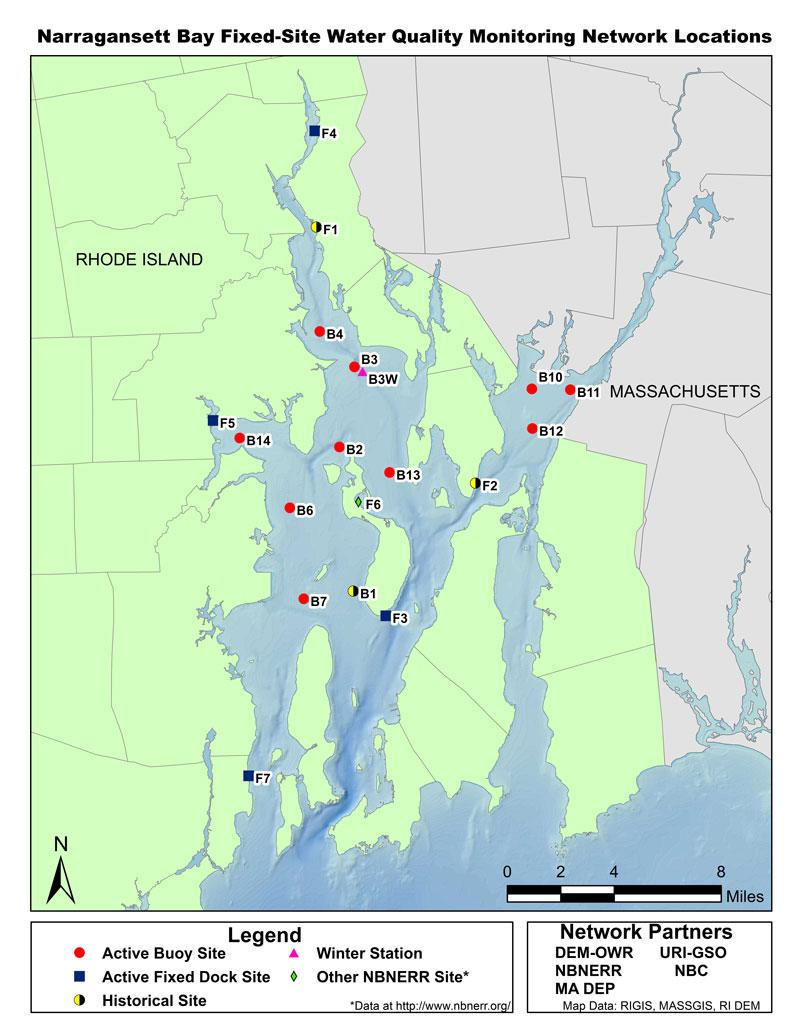 Narragansett Bay Fixed-Site Water Quality Monitoring Network Locations
F4
F1
RHODE ISLAND
B4
B3
B3W
B10
B11
MASSACHUSETTS
F5
B14
B12
B2
B13
F2
F6
B6
B1
B7
F3
F7
N
0 2 4 8
Miles
Legend
Active Buoy Site
Winter Station
Active Fixed Dock Site
Other NBNERR Site*
Historical Site
*Data at http://www.nbnerr.org/
Network Partners
DEM-OWR URI-GSO
NBNERR NBC
MA DEP
Map Data: RIGIS, MASSGIS, RI DEM